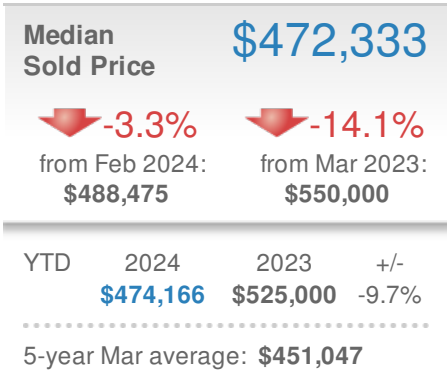 Median $472,333
Sold Price
-3.3% -14.1%
from Feb 2024: from Mar 2023:
$488,475 $550,000
YTD 2024 2023 +/-
$474,166 $525,000 -9.7%
5-year Mar average: $451,047